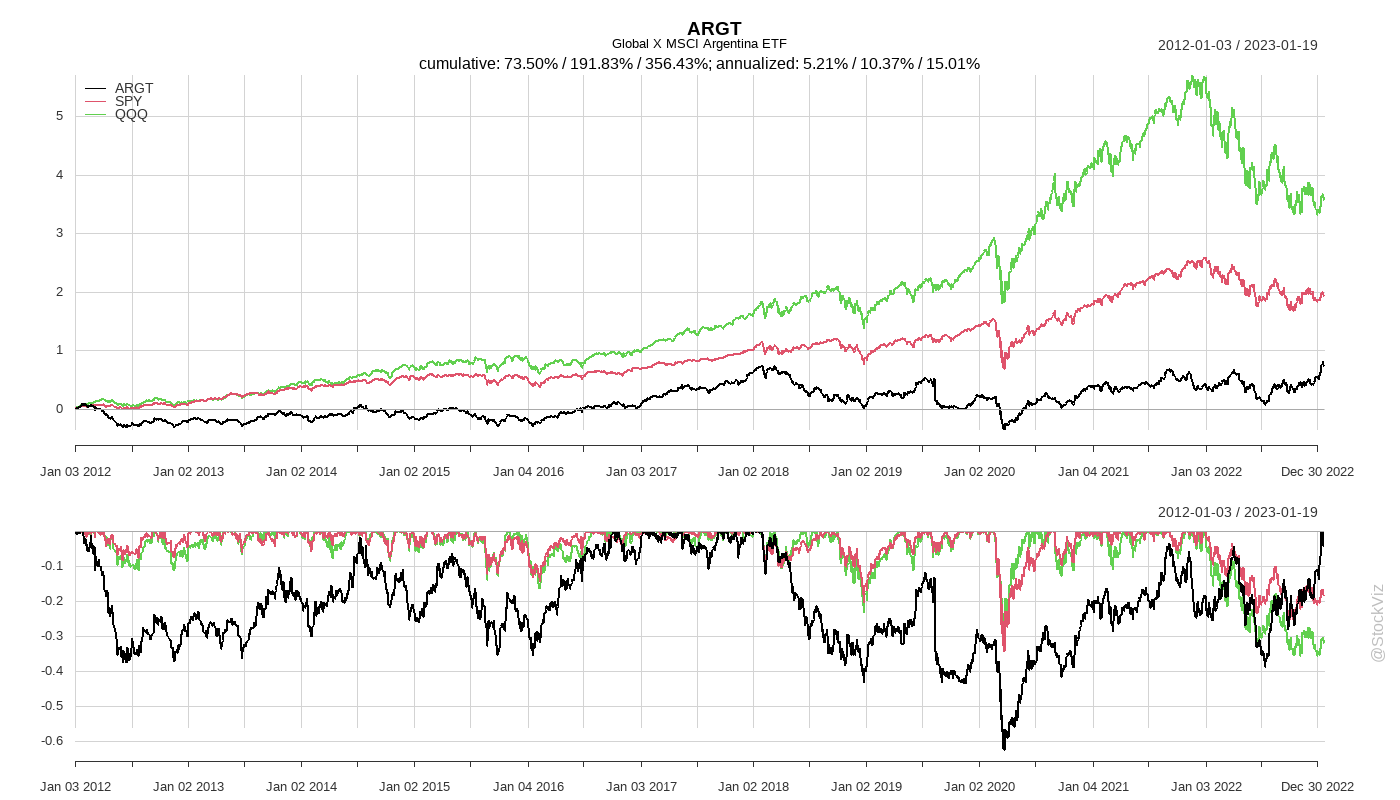 ARGT
Global X MSCI Argentina ETF
2012-01-03 / 2023-01-19
cumulative: 73.50% / 191.83% / 356.43%; annualized: 5.21% / 10.37% / 15.01%
ARGT
SPY
QQQ
5
4
3
2
1
0
Jan 03 2012 Jan 02 2013 Jan 02 2014 Jan 02 2015 Jan 04 2016 Jan 03 2017 Jan 02 2018 Jan 02 2019 Jan 02 2020 Jan 04 2021 Jan 03 2022 Dec 30 2022
2012-01-03 / 2023-01-19
-0.1
-0.2
-0.3
-0.4
-0.5
-0.6
Jan 03 2012 Jan 02 2013 Jan 02 2014 Jan 02 2015 Jan 04 2016 Jan 03 2017 Jan 02 2018 Jan 02 2019 Jan 02 2020 Jan 04 2021 Jan 03 2022 Dec 30 2022
@StockViz